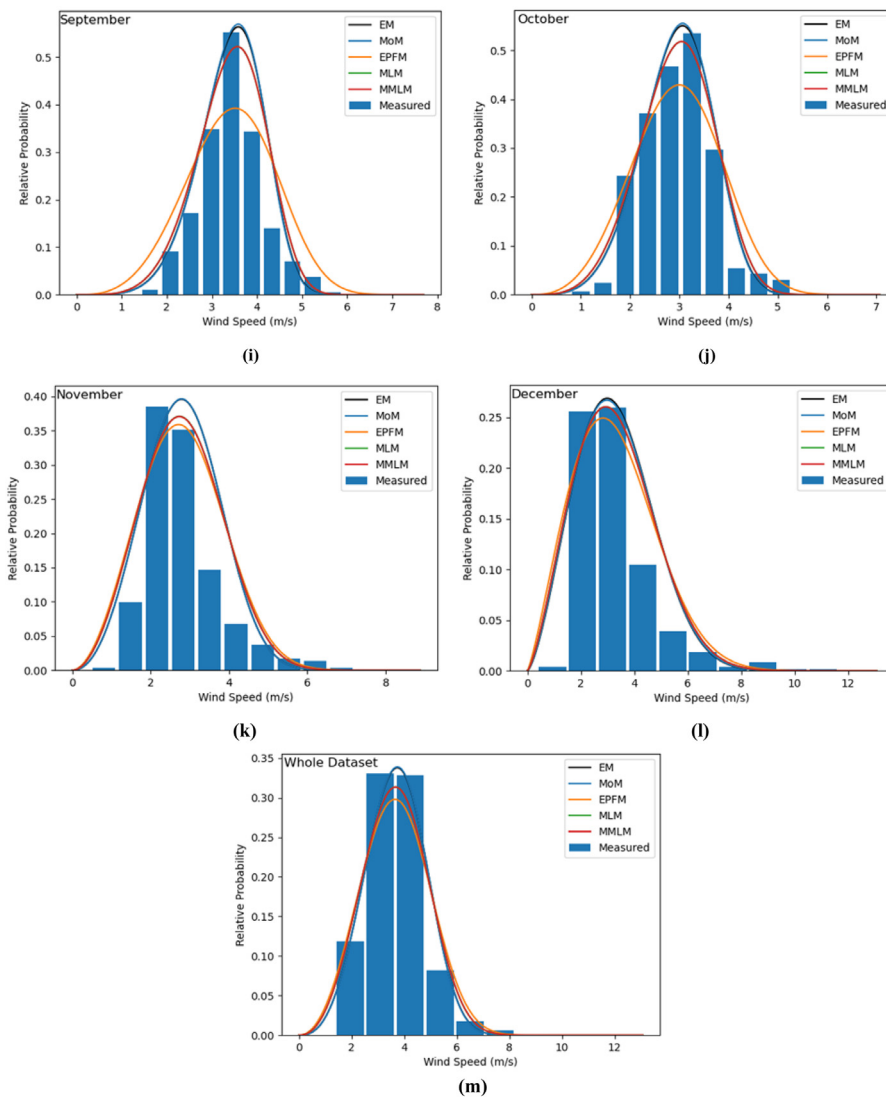 September
EM
MoM
EPFM
MLM
MMLM
Measured
0.5
0.4
0.3
0.2
0.1
0.0
Relative Probability
0 1 2 3 4 5 6 7 8
Wind Speed (m/s)
(i)
October
EM
MoM
EPFM
MLM
MMLM
Measured
0.5
0.4
0.3
0.2
0.1
0.0
Relative Probability
0 1 2 3 4 5 6 7
Wind Speed (m/s)
(j)
November
EM
MoM
EPFM
MLM
MMLM
Measured
0.40
0.35
0.30
0.25
0.20
0.15
0.10
0.05
0.00
Relative Probability
0 2 4 6 8
Wind Speed (m/s)
(k)
December
EM
MoM
EPFM
MLM
MMLM
Measured
0.25
0.20
0.15
0.10
0.05
0.00
Relative Probability
0 2 4 6 8 10 12
Wind Speed (m/s)
(l)
Whole Dataset
EM
MoM
EPFM
MLM
MMLM
Measured
0.35
0.30
0.25
0.20
0.15
0.10
0.05
0.00
Relative Probability
0 2 4 6 8 10 12
Wind Speed (m/s)
(m)